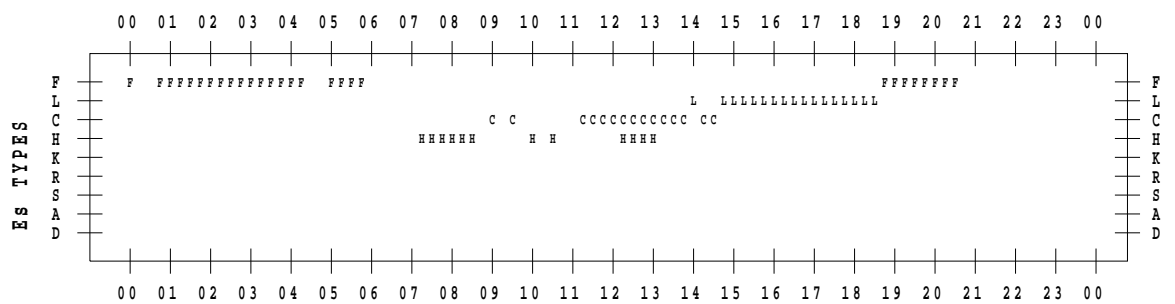 00 01 02 03 04 05 06 07 08 09 10 11 12 13 14 15 16 17 18 19 20 21 22 23 00
Es TYPES
F F FFFFFFFFFFFFFFF FFFF FFFFFFFF F
L L LLLLLLLLLLLLLLLL L
C C C CCCCCCCCCCC CC C
H HHHHHH H H HHHH H
K K
R R
S S
A A
D D
00 01 02 03 04 05 06 07 08 09 10 11 12 13 14 15 16 17 18 19 20 21 22 23 00